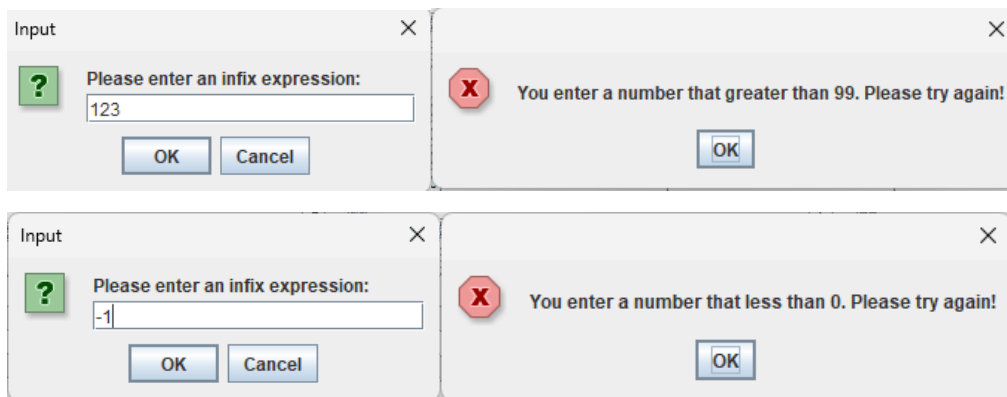 Input
Please enter an infix expression:
123
OK Cancel
You enter a number that greater than 99. Please try again!
OK
Input
Please enter an infix expression:
-1
OK Cancel
You enter a number that less than 0. Please try again!
OK